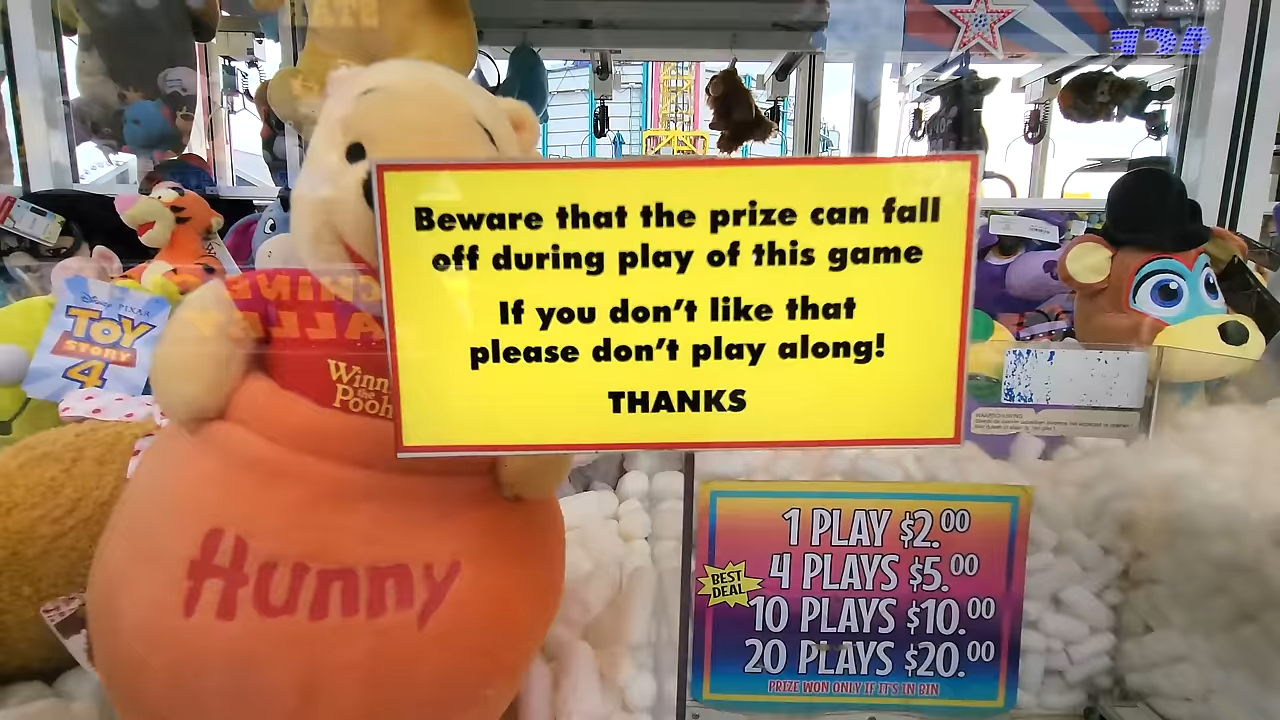 Beware that the prize can fall
off during play of this game
If you don't like that
please don't play along!
THANKS
Disney PIXAR
TOY
STORY
4
Winn
the
Pooh
Hunny
1 PLAY $2.00
4 PLAYS $5.00
BEST
DEAL
10 PLAYS $10.00
20 PLAYS $20.00
PRIZE WON ONLY IF IT'S IN BIN